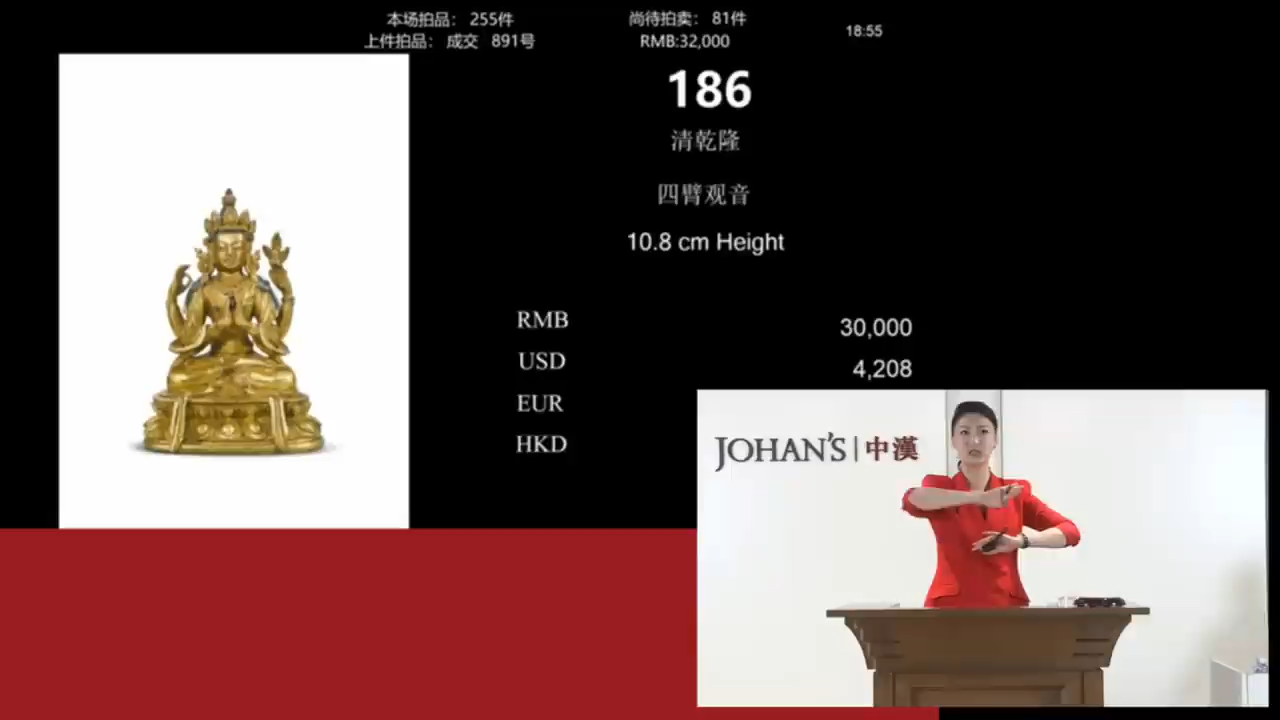 本场拍品： 255件
尚待拍卖： 81件
上件拍品： 成交 891号
RMB:32,000
18:55
186
清乾隆
四臂观音
10.8 cm Height
RMB 30,000
USD 4,208
EUR
HKD
JOHAN'S | 中漢